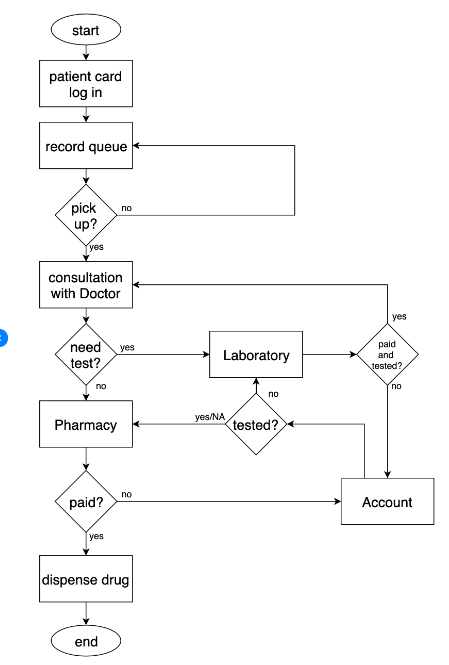 start
patient card
log in
record queue
pick
up?
no
yes
consultation
with Doctor
need
test?
yes
no
Laboratory
paid
and
tested?
yes
no
Pharmacy
yes/NA
tested?
no
paid?
no
yes
Account
dispense drug
end